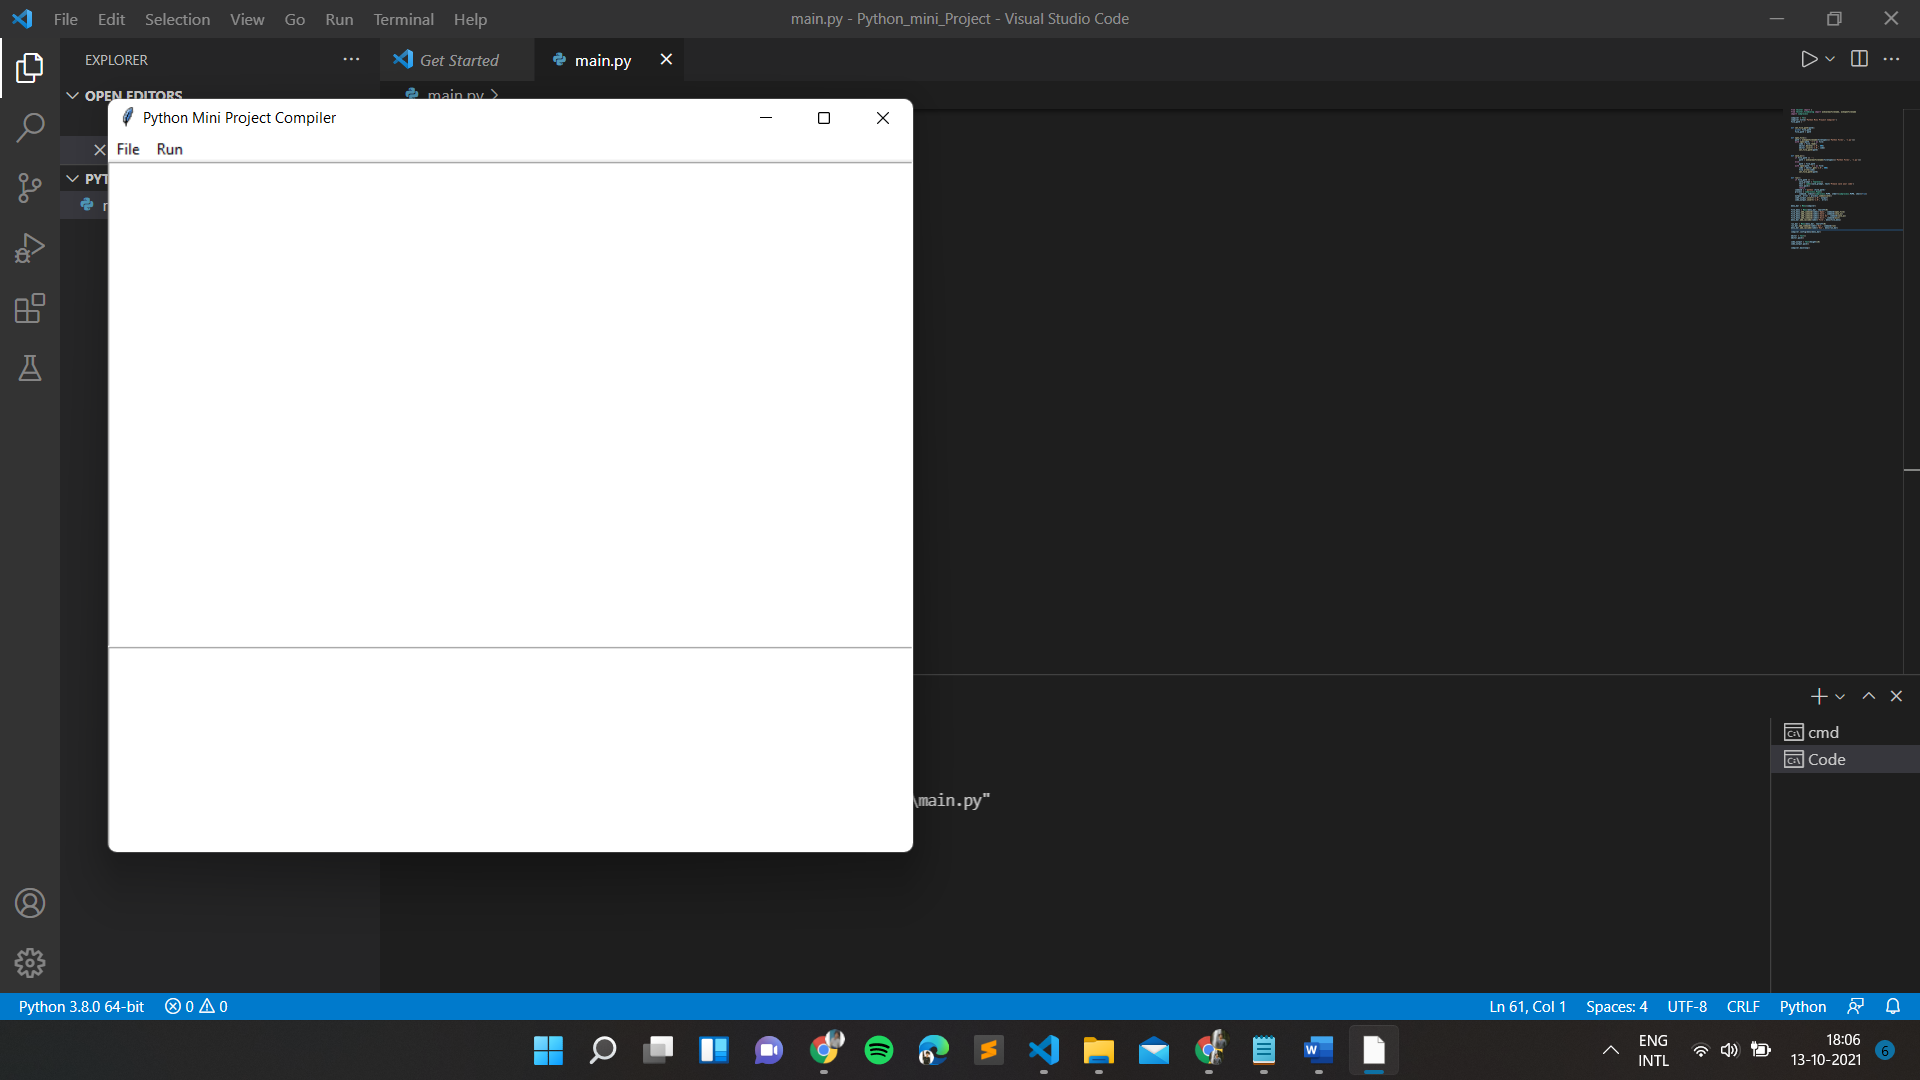 File Edit Selection View Go Run Terminal Help
main.py - Python_mini_Project - Visual Studio Code
EXPLORER
Get Started
main.py
OPEN EDITORS
main.py
Python Mini Project Compiler
File Run
PYT
\main.py"
cmd
Code
Python 3.8.0 64-bit
0 0
Ln 61, Col 1
Spaces: 4
UTF-8
CRLF
Python
ENG
INTL
18:06
13-10-2021
6